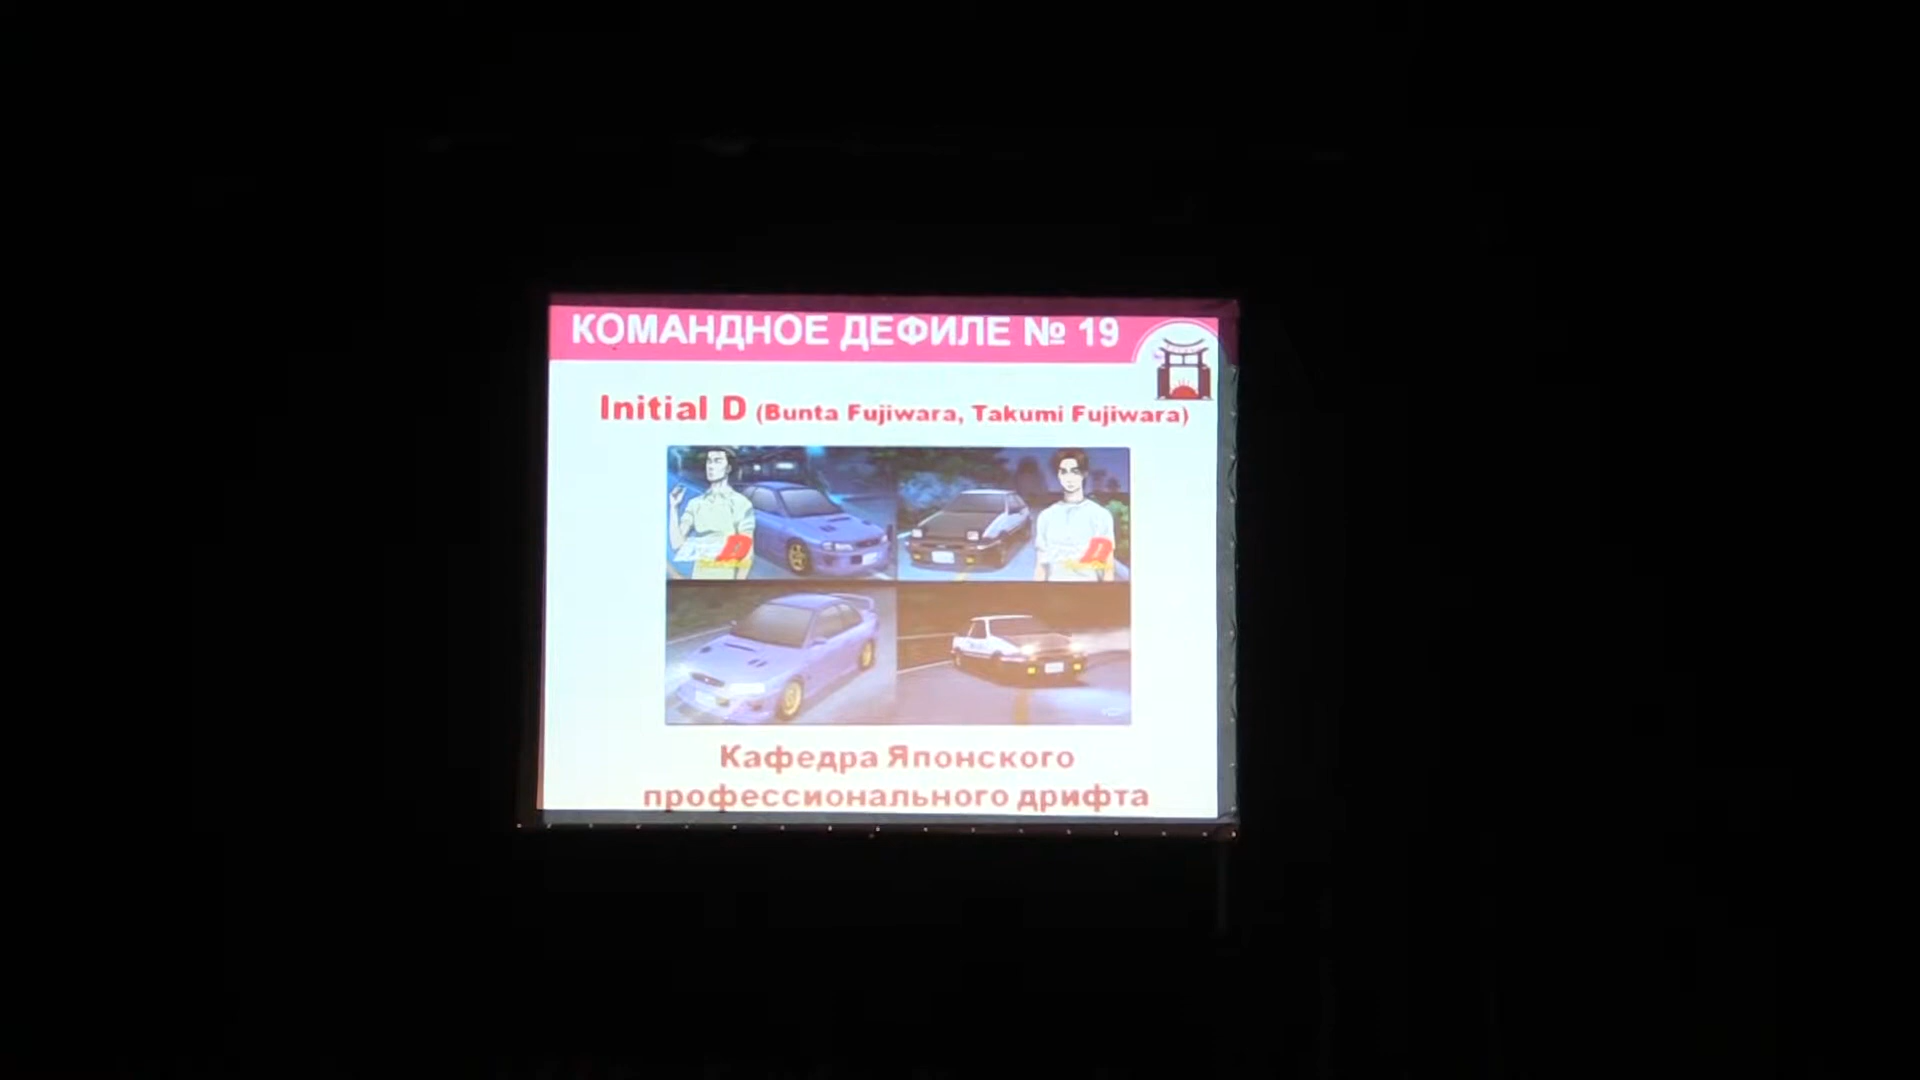 КОМАНДНОЕ ДЕФИЛЕ № 19
Initial D (Bunta Fujiwara, Takumi Fujiwara)
D
D
Кафедра Японского
профессионального дрифта